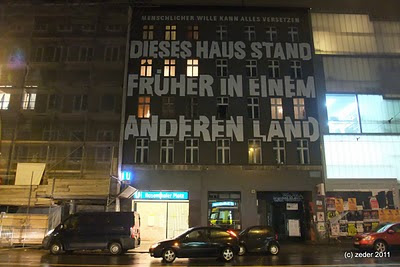 MENSCHLICHER WILLE KANN ALLES VERSETZEN
DIESES HAUS STAND
FRÜHER IN EINEM
ANDEREN LAND
(c) zeder 2011